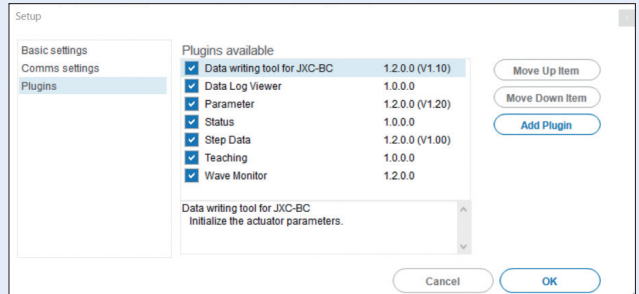 Setup
Basic settings
Comms settings
Plugins
Plugins available
Data writing tool for JXC-BC 1.2.0.0 (V1.10)
Data Log Viewer 1.0.0.0
Parameter 1.2.0.0 (V1.20)
Status 1.0.0.0
Step Data 1.2.0.0 (V1.00)
Teaching 1.0.0.0
Wave Monitor 1.2.0.0
Move Up Item
Move Down Item
Add Plugin
Data writing tool for JXC-BC
Initialize the actuator parameters.
Cancel
OK